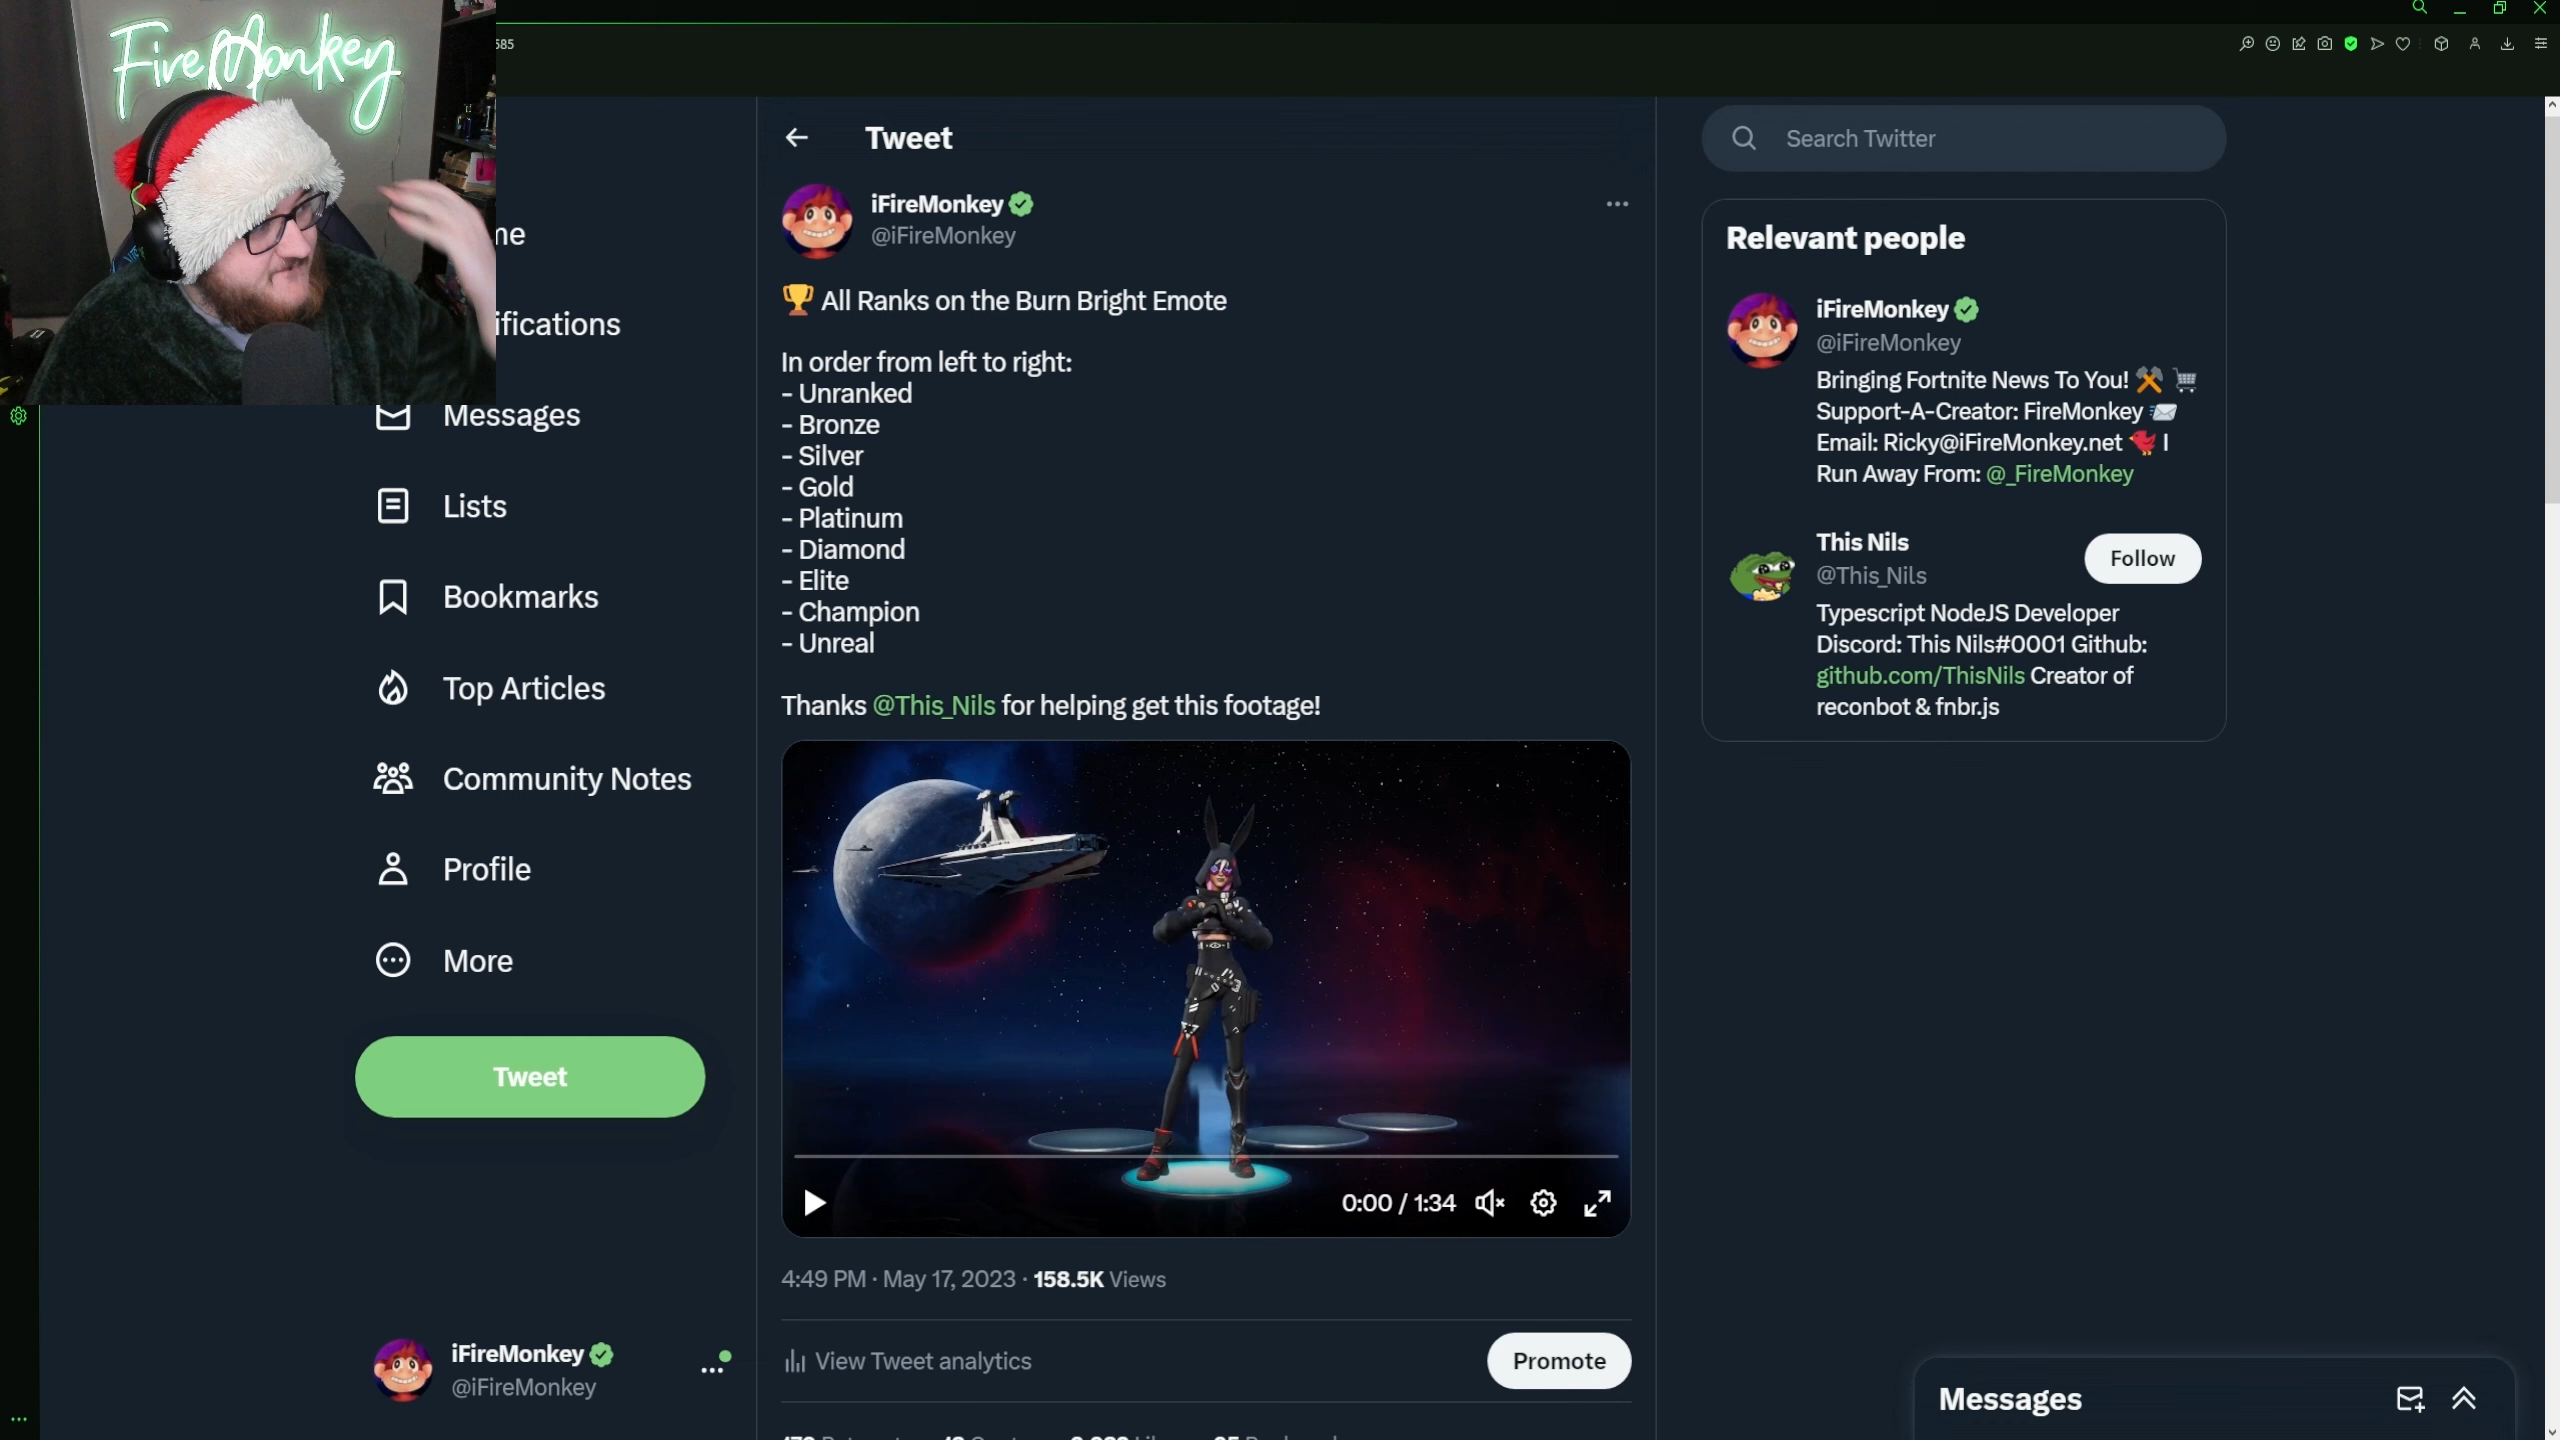 FireMonkey
585
Tweet
Search Twitter
iFireMonkey
@iFireMonkey
🏆 All Ranks on the Burn Bright Emote
In order from left to right:
- Unranked
- Bronze
- Silver
- Gold
- Platinum
- Diamond
- Elite
- Champion
- Unreal
Thanks @This_Nils for helping get this footage!
0:00 / 1:34
4:49 PM · May 17, 2023 · 158.5K Views
View Tweet analytics
Promote
Messages
Lists
Bookmarks
Top Articles
Community Notes
Profile
More
Tweet
iFireMonkey
@iFireMonkey
Relevant people
iFireMonkey
@iFireMonkey
Bringing Fortnite News To You! ⚒️ 🛒
Support-A-Creator: FireMonkey 📨
Email: Ricky@iFireMonkey.net 🐦 I
Run Away From: @_FireMonkey
This Nils
@This_Nils
Follow
Typescript NodeJS Developer
Discord: This Nils#0001 Github:
github.com/ThisNils Creator of
reconbot & fnbr.js
Messages